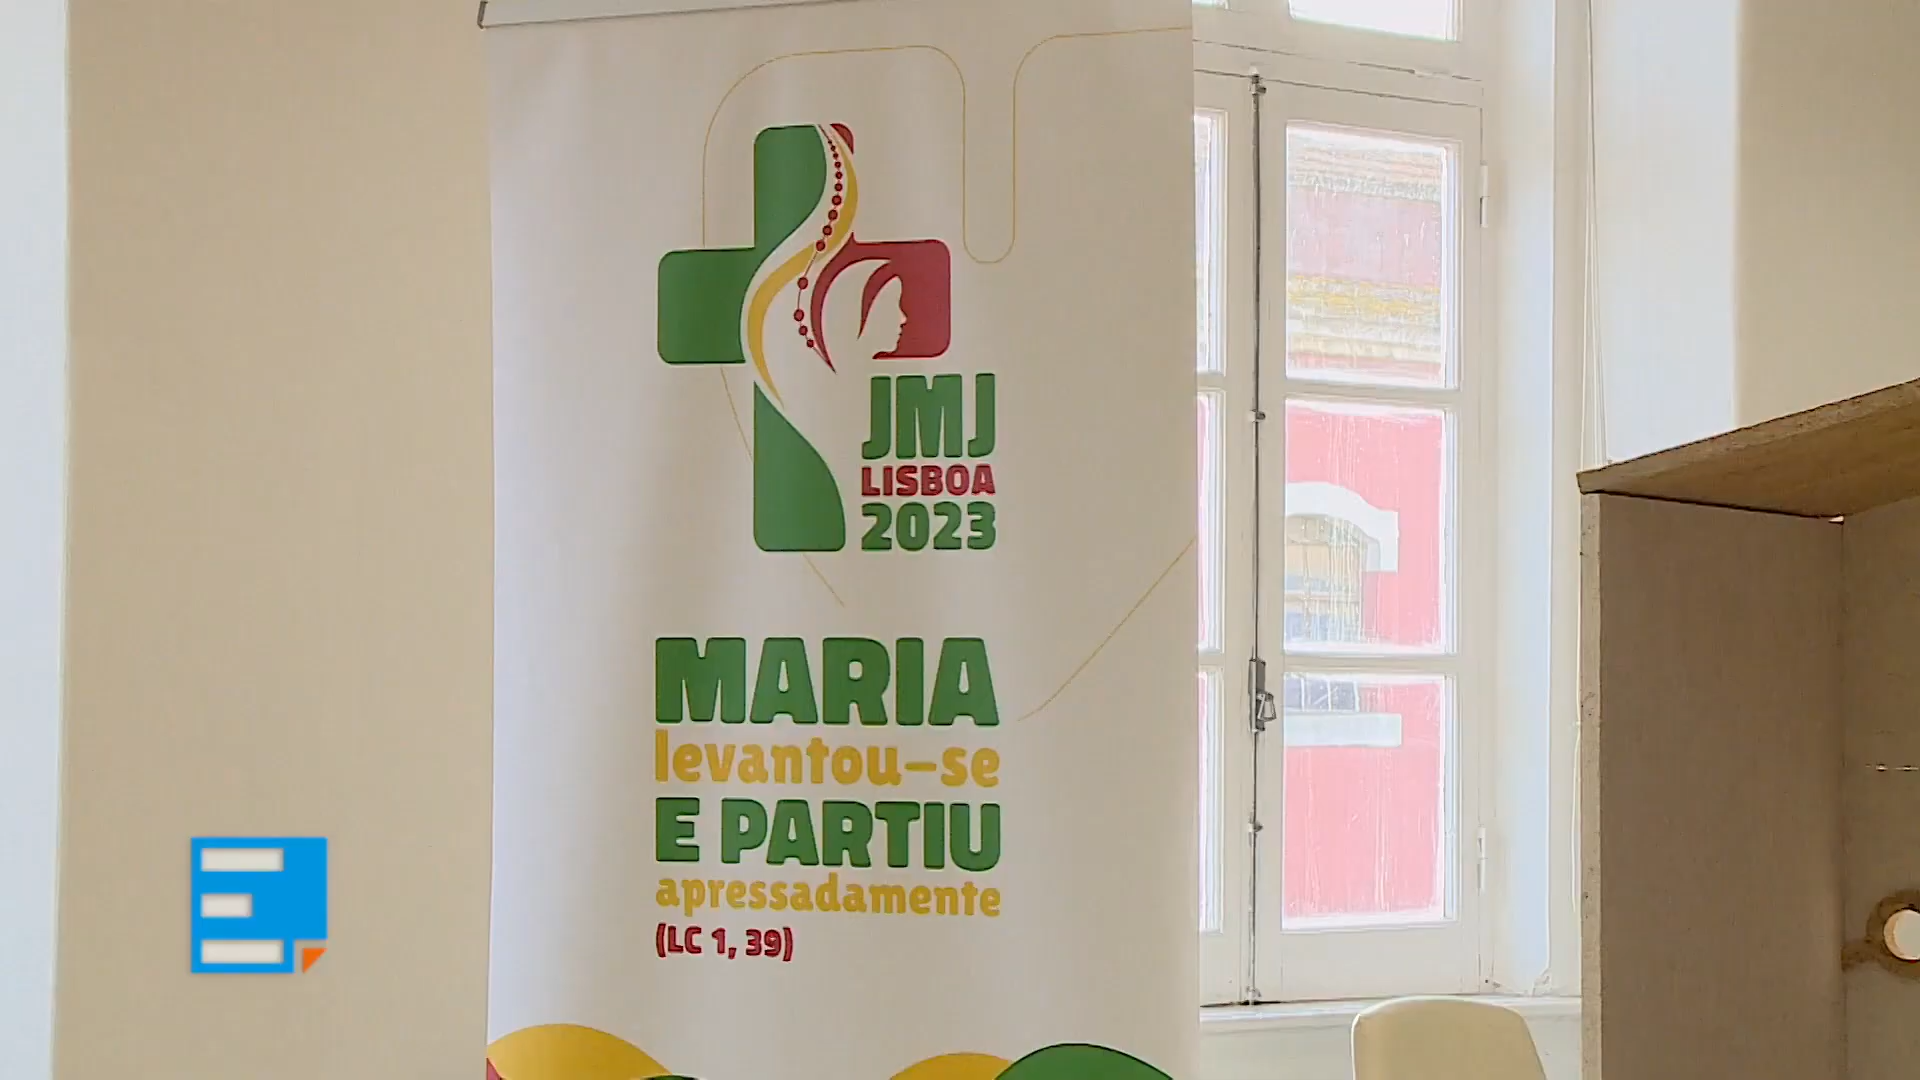 JMJ
LISBOA
2023
MARIA
levantou-se
E PARTIU
apressadamente
(LC 1, 39)